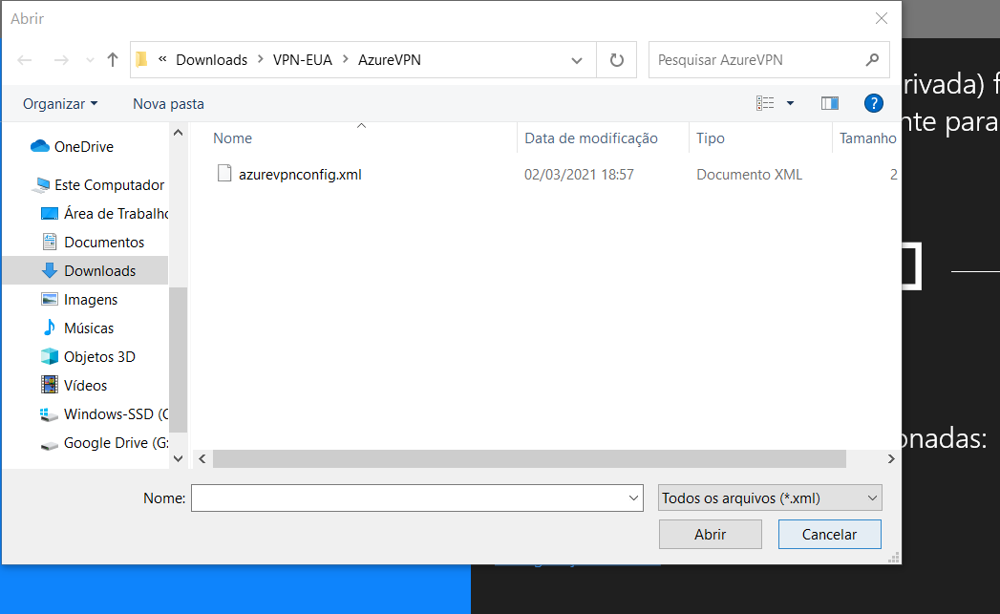 Abrir
« Downloads > VPN-EUA > AzureVPN
Pesquisar AzureVPN
Organizar
Nova pasta
?
Nome
Data de modificação
Tipo
Tamanho
azurevpnconfig.xml
02/03/2021 18:57
Documento XML
2
OneDrive
Este Computador
Área de Trabalho
Documentos
Downloads
Imagens
Músicas
Objetos 3D
Vídeos
Windows-SSD (C
Google Drive (G:
Nome:
Todos os arquivos (*.xml)
Abrir
Cancelar
rivada) f
nte para
onadas: